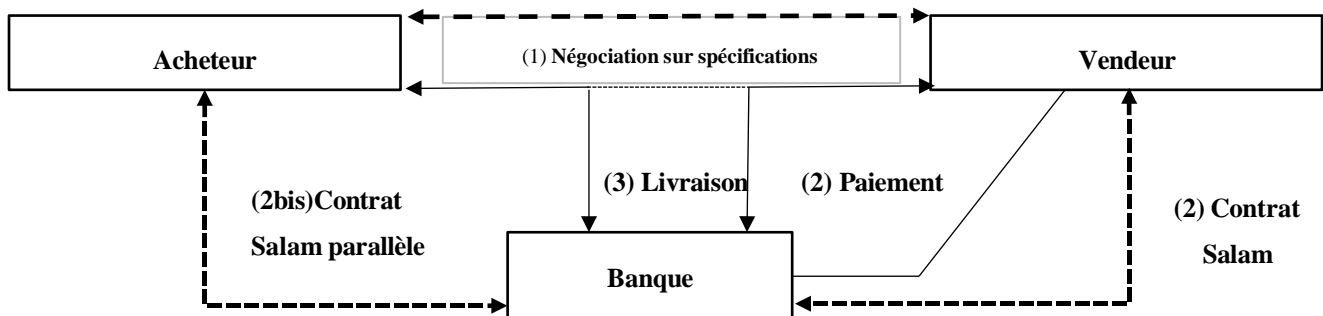 Acheteur
(1) Négociation sur spécifications
Vendeur
(3) Livraison
(2) Paiement
(2bis)Contrat
Salam parallèle
(2) Contrat
Salam
Banque